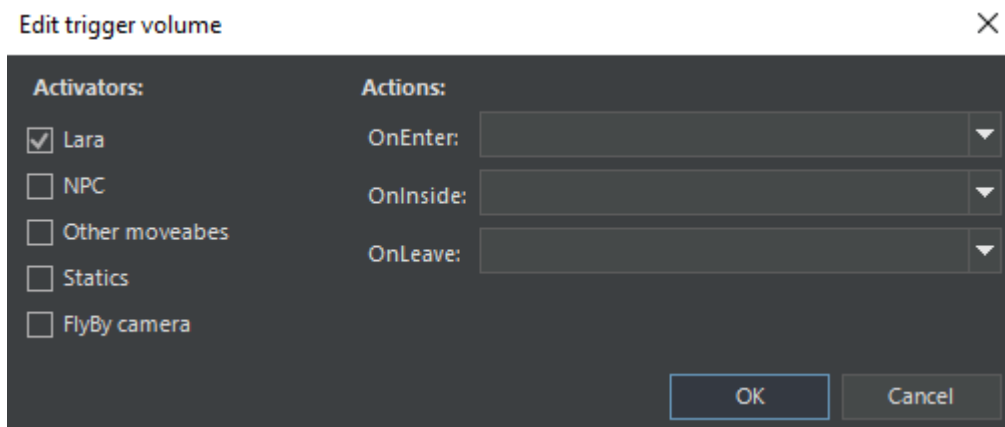 Edit trigger volume
Activators:
Lara
NPC
Other moveabes
Statics
FlyBy camera
Actions:
OnEnter:
OnInside:
OnLeave:
OK
Cancel